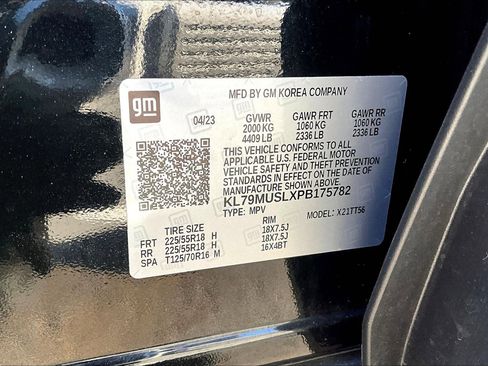 gm
MFD BY GM KOREA COMPANY
04/23 GVWR GAWR FRT GAWR RR
2000 KG 1060 KG 1060 KG
4409 LB 2336 LB 2336 LB
THIS VEHICLE CONFORMS TO ALL APPLICABLE
U.S. FEDERAL MOTOR
VEHICLE SAFETY AND THEFT PREVENTION
STANDARDS IN EFFECT ON THE DATE OF
MANUFACTURE SHOWN ABOVE.
KL79MUSLXPB175782
TYPE: MPV MODEL: X21TT56
TIRE SIZE RIM
FRT 225/55R18 H 18X7.5J
RR 225/55R18 H 18X7.5J
SPA T125/70R16 M 16X4BT